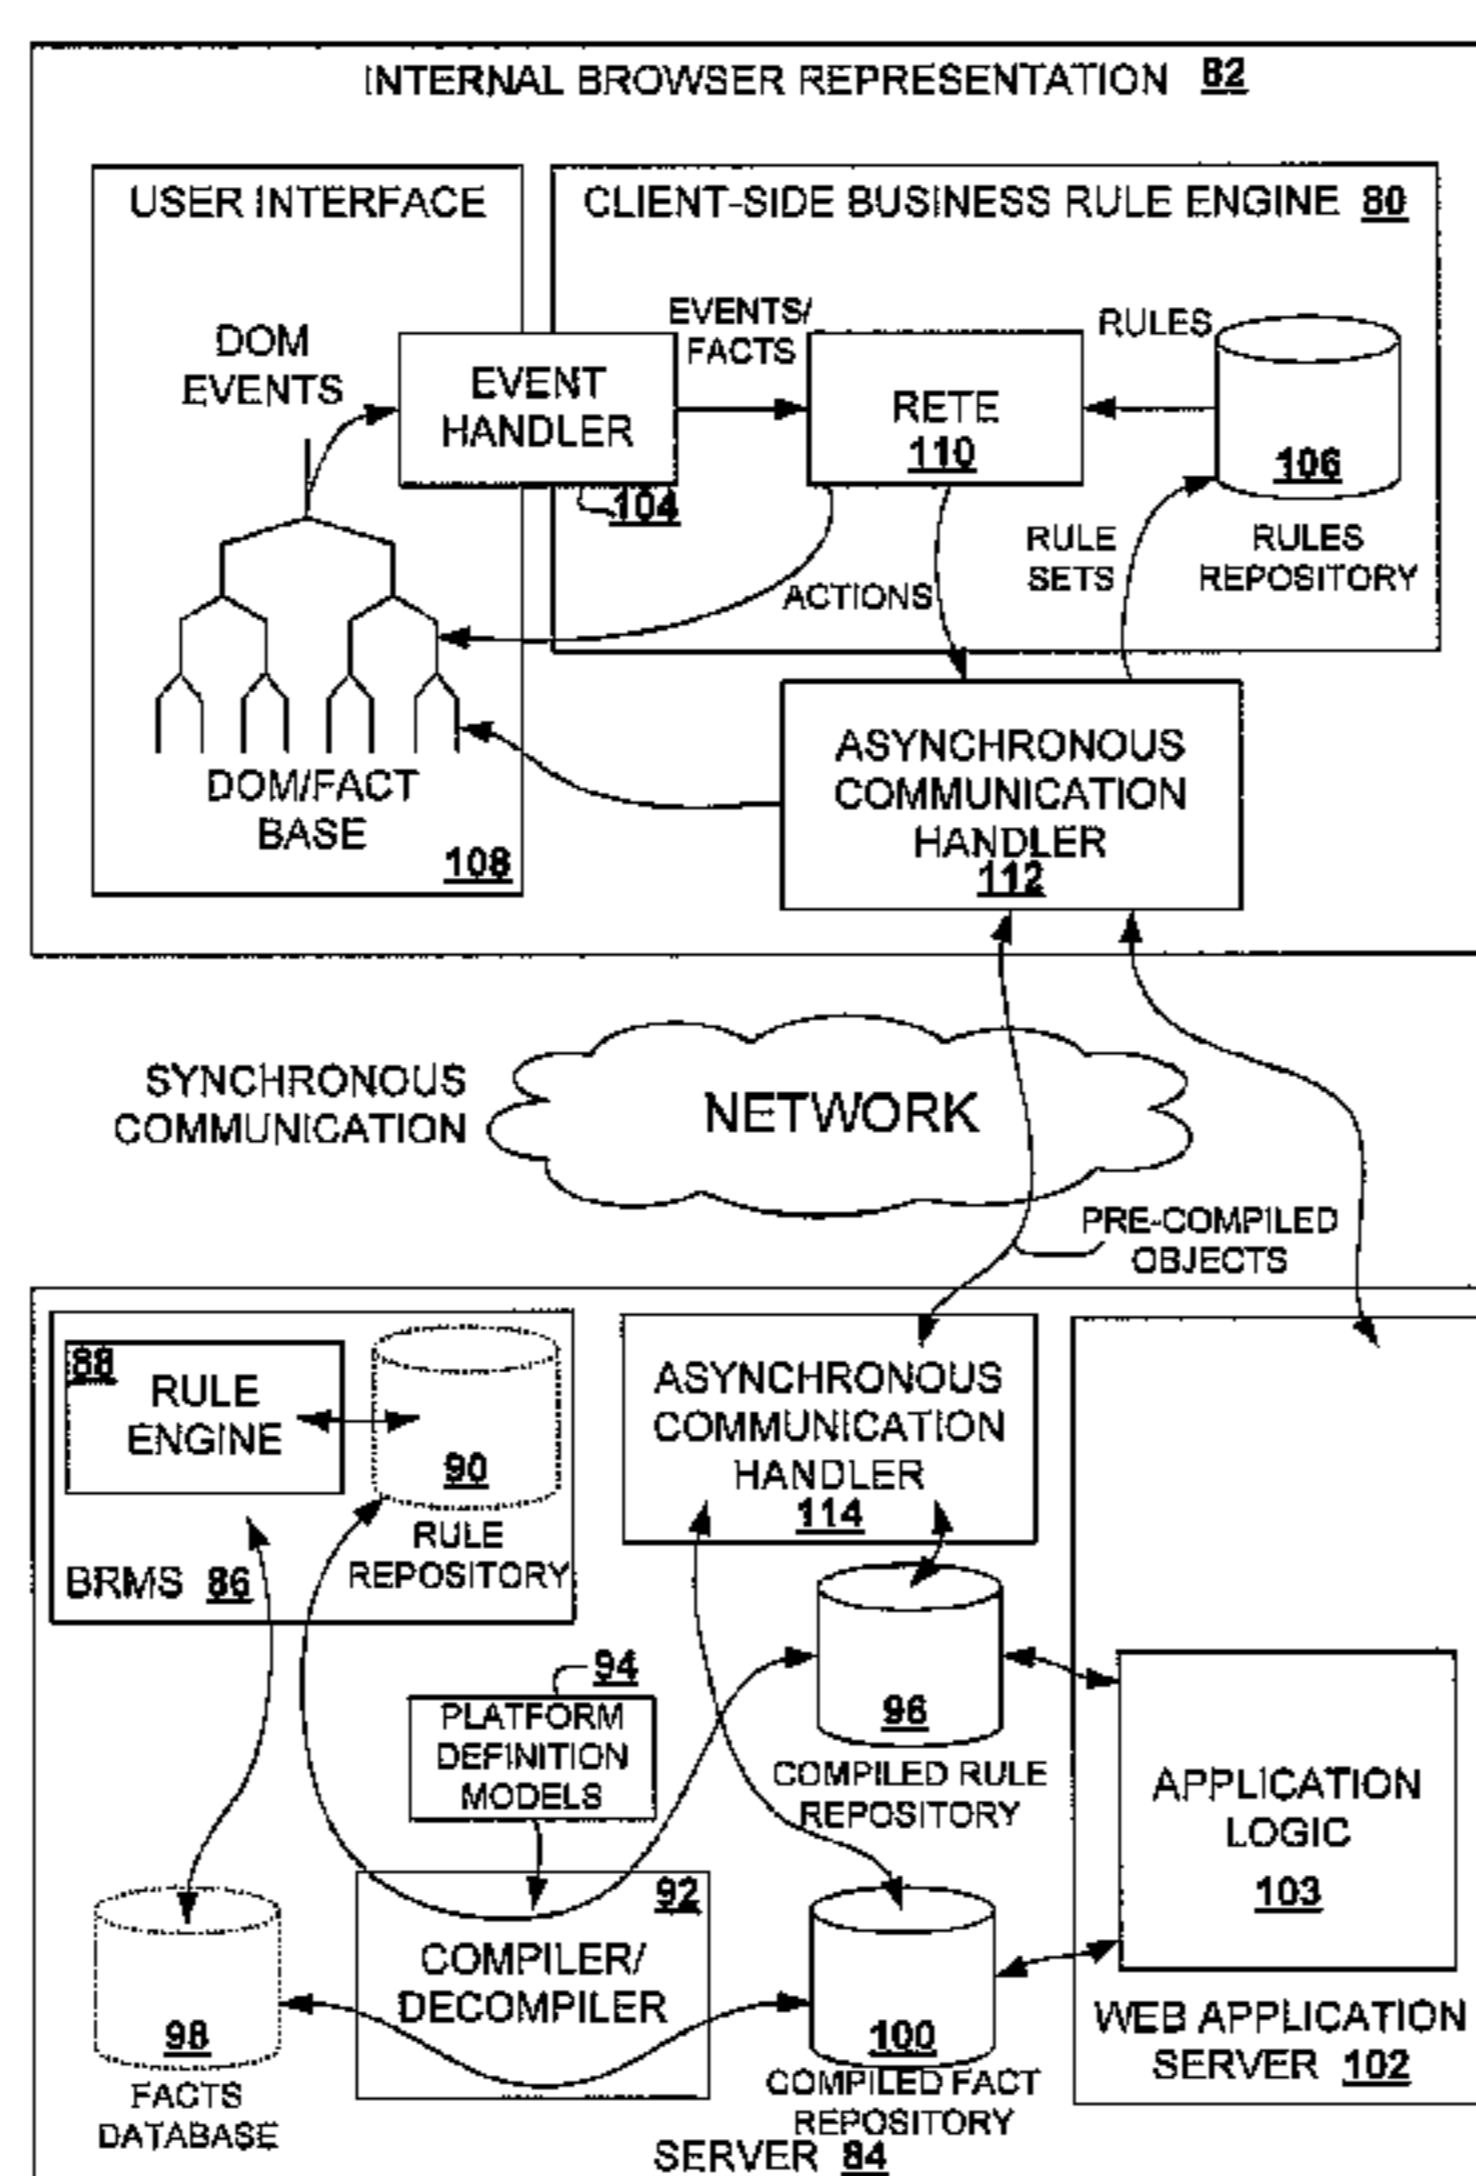 INTERNAL BROWSER REPRESENTATION 82
USER INTERFACE
CLIENT-SIDE BUSINESS RULE ENGINE 80
DOM
EVENTS
EVENT
HANDLER
104
EVENTS/
FACTS
RETE
110
RULES
106
RULES
REPOSITORY
RULE
SETS
ACTIONS
DOM/FACT
BASE
108
ASYNCHRONOUS
COMMUNICATION
HANDLER
112
SYNCHRONOUS
COMMUNICATION
NETWORK
PRE-COMPILED
OBJECTS
88
RULE
ENGINE
90
RULE
REPOSITORY
BRMS 86
ASYNCHRONOUS
COMMUNICATION
HANDLER
114
94
PLATFORM
DEFINITION
MODELS
96
COMPILED RULE
REPOSITORY
APPLICATION
LOGIC
103
92
COMPILER/
DECOMPILER
98
FACTS
DATABASE
100
COMPILED FACT
REPOSITORY
WEB APPLICATION
SERVER 102
SERVER 84